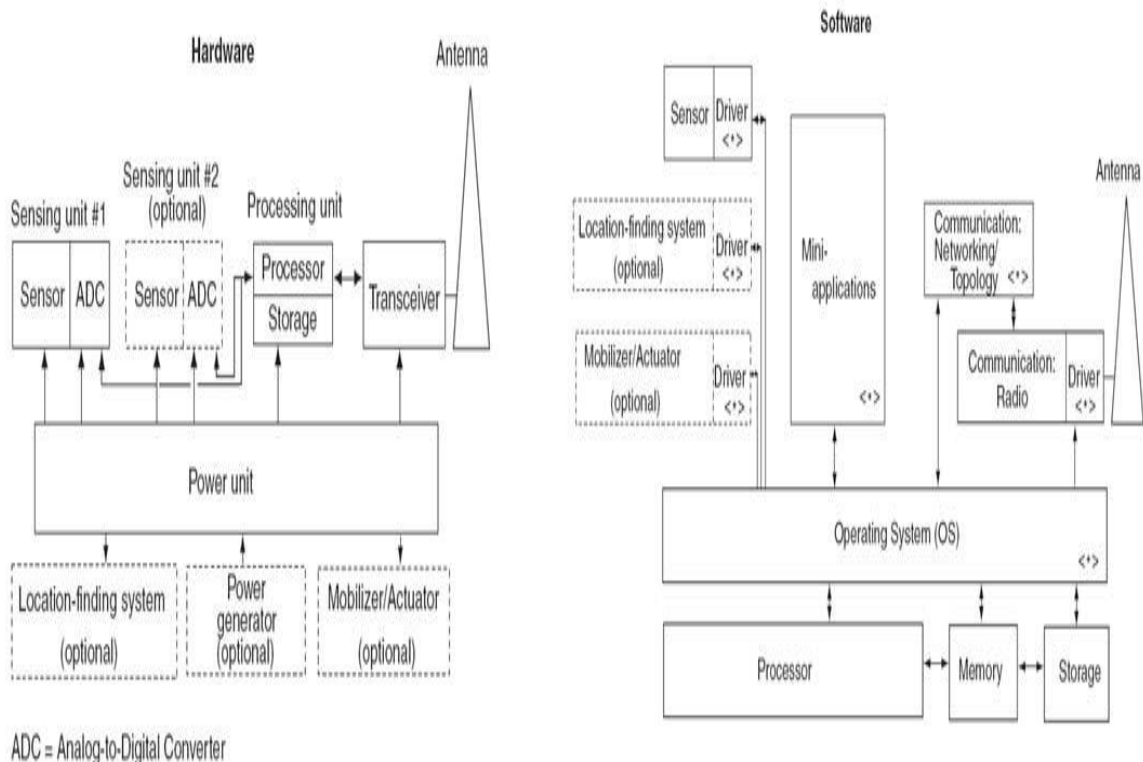 Hardware
Antenna
Sensing unit #1
Sensing unit #2
(optional)
Processing unit
Sensor
ADC
Sensor
ADC
Processor
Storage
Transceiver
Power unit
Location-finding system
(optional)
Power
generator
(optional)
Mobilizer/Actuator
(optional)
ADC = Analog-to-Digital Converter
Software
Sensor
Driver
<•>
Location-finding system
(optional)
Driver
<•>
Mobilizer/Actuator
(optional)
Driver
<•>
Mini-
applications
<•>
Communication:
Networking/
Topology <•>
Antenna
Communication:
Radio
Driver
<•>
Operating System (OS)
<•>
Processor
Memory
Storage